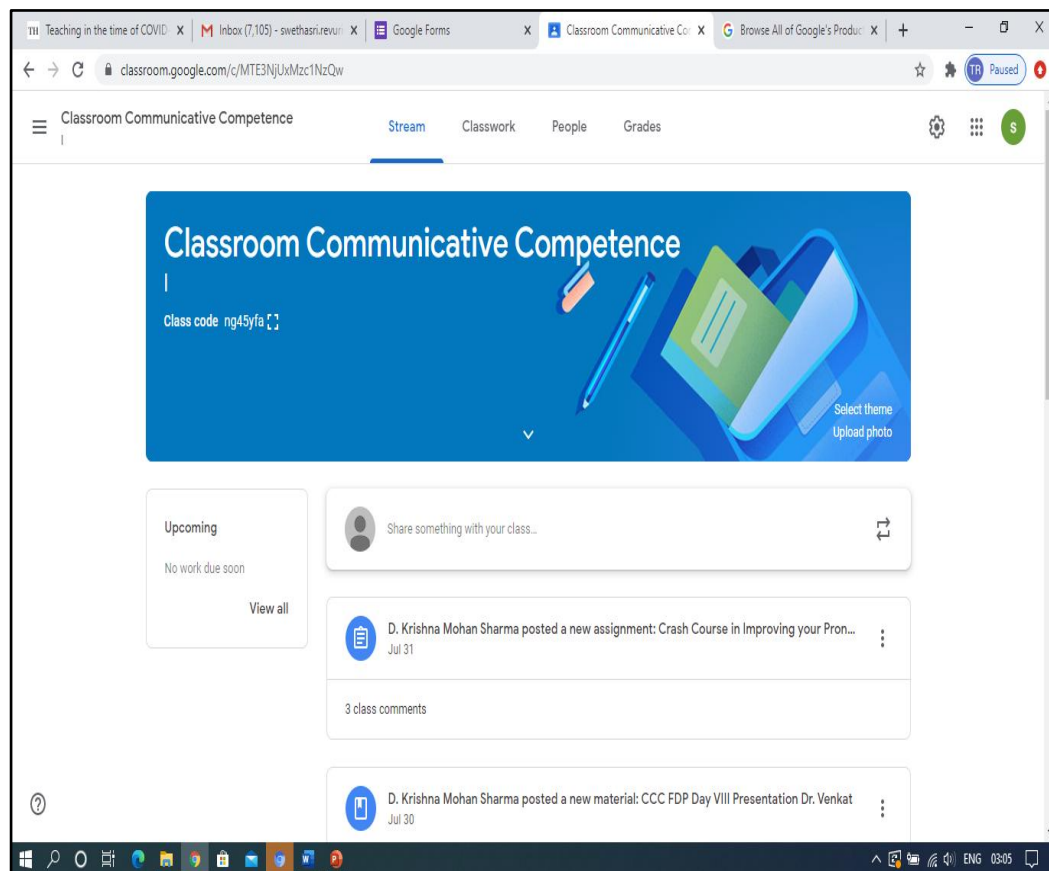 TH Teaching in the time of COVID- X
M Inbox (7,105) - swethasri.revuri X
Google Forms X
Classroom Communicative Cor X
G Browse All of Google's Product X
classroom.google.com/c/MTE3NjUxMzc1NzQw
TR Paused
Classroom Communicative Competence
I
Stream Classwork People Grades
S
Classroom Communicative Competence
I
Class code ng45yfa
Select theme
Upload photo
Upcoming
No work due soon
View all
Share something with your class...
D. Krishna Mohan Sharma posted a new assignment: Crash Course in Improving your Pron...
Jul 31
3 class comments
D. Krishna Mohan Sharma posted a new material: CCC FDP Day VIII Presentation Dr. Venkat
Jul 30
ENG 03:05